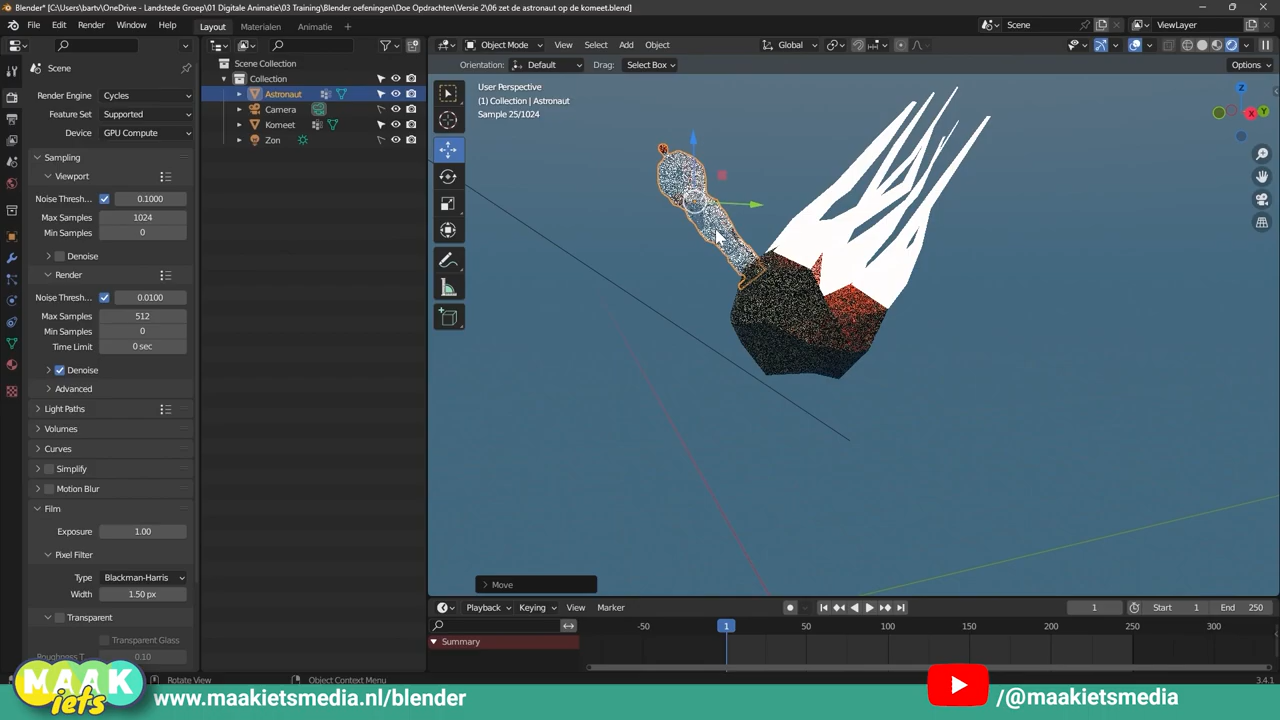 Blender* [C:\Users\bartv\OneDrive - Landstede Groep\01 Digitale Animatie\03 Training\Blender oefeningen\Doe Opdrachten\Versie 2\06 zet de astronaut op de komeet.blend]
File Edit Render Window Help Layout Materialen Animatie + Scene ViewLayer
Object Mode View Select Add Object Global
Scene Scene Collection Orientation: Default Drag: Select Box Options
Collection
Render Engine Cycles Astronaut
Feature Set Supported Camera
Device GPU Compute Komeet
Zon
User Perspective
(1) Collection | Astronaut
Sample 25/1024
Z
X
Y
Sampling
Viewport
Noise Thresh... 0.1000
Max Samples 1024
Min Samples 0
Denoise
Render
Noise Thresh... 0.0100
Max Samples 512
Min Samples 0
Time Limit 0 sec
Denoise
Advanced
Light Paths
Volumes
Curves
Simplify
Motion Blur
Film
Exposure 1.00
Pixel Filter
Type Blackman-Harris
Width 1.50 px
Transparent
Transparent Glass
Roughness T... 0.10
Move
Playback Keying View Marker 1 Start 1 End 250
-50 1 50 100 150 200 250 300
Summary
Rotate View Object Context Menu 3.4.1
MAAK
iets
www.maakietsmedia.nl/blender
/@maakietsmedia